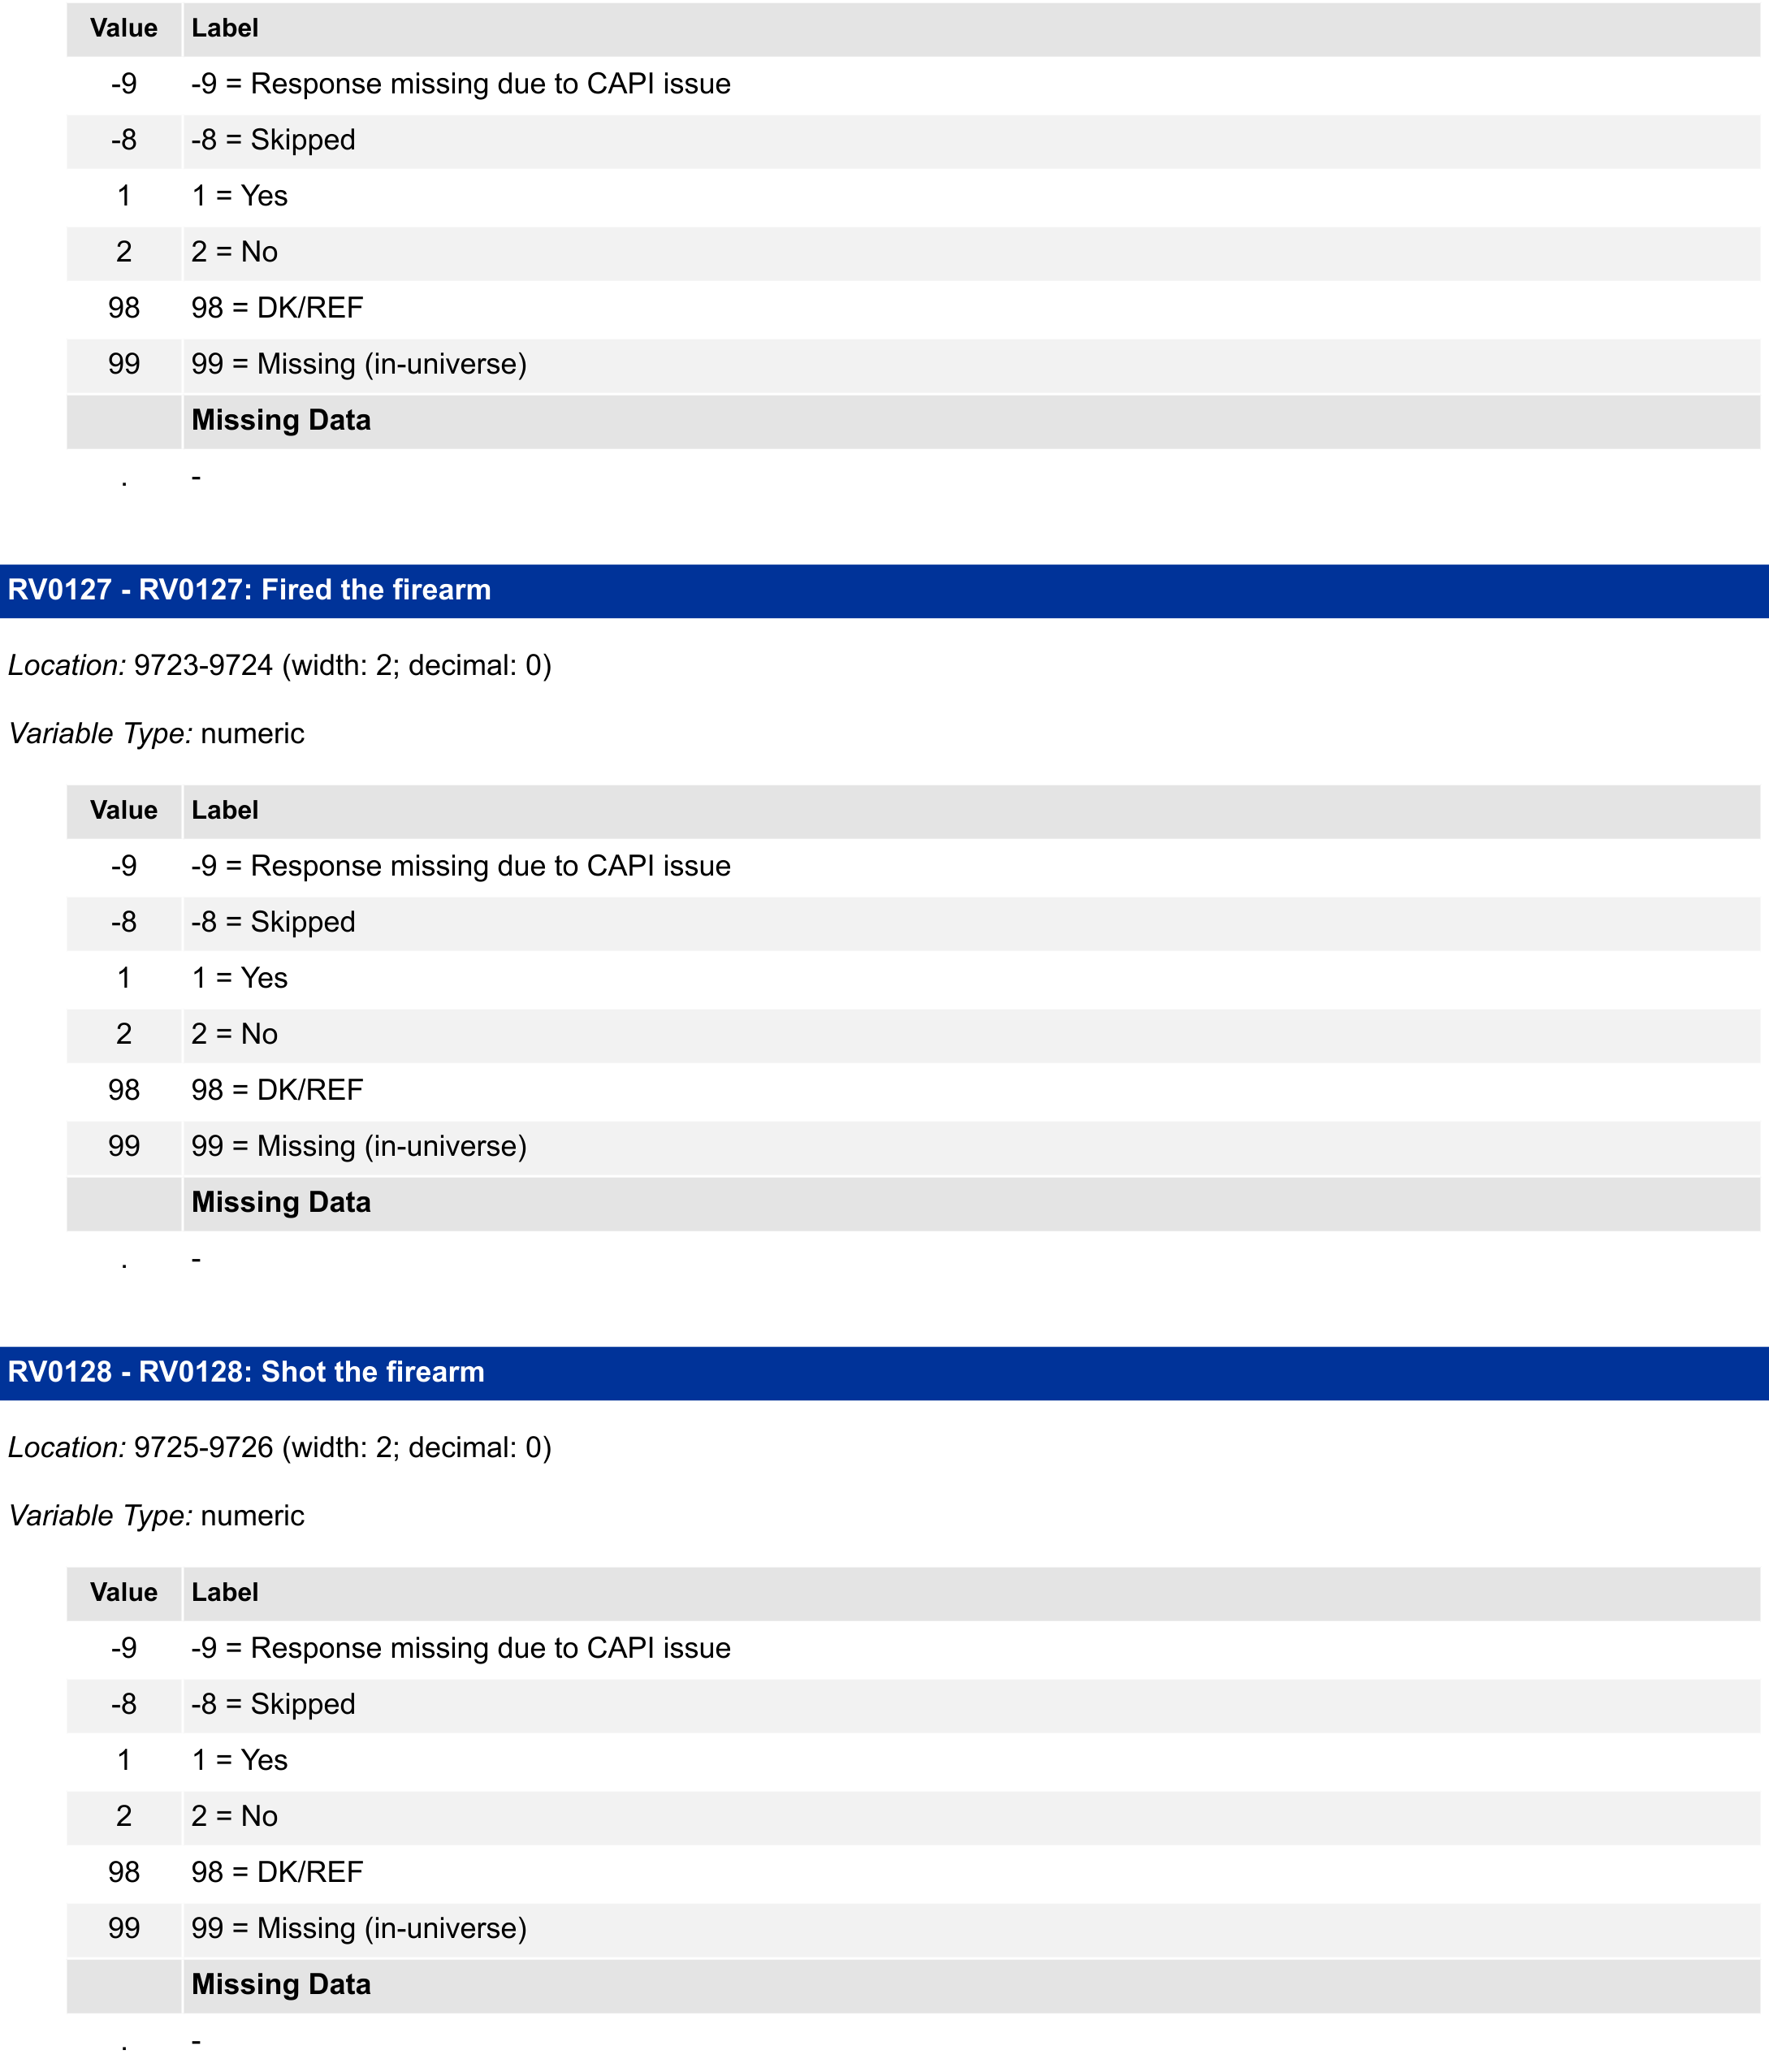 Value Label
-9 -9 = Response missing due to CAPI issue
-8 -8 = Skipped
1 1 = Yes
2 2 = No
98 98 = DK/REF
99 99 = Missing (in-universe)
Missing Data
. -
RV0127 - RV0127: Fired the firearm
Location: 9723-9724 (width: 2; decimal: 0)
Variable Type: numeric
Value Label
-9 -9 = Response missing due to CAPI issue
-8 -8 = Skipped
1 1 = Yes
2 2 = No
98 98 = DK/REF
99 99 = Missing (in-universe)
Missing Data
. -
RV0128 - RV0128: Shot the firearm
Location: 9725-9726 (width: 2; decimal: 0)
Variable Type: numeric
Value Label
-9 -9 = Response missing due to CAPI issue
-8 -8 = Skipped
1 1 = Yes
2 2 = No
98 98 = DK/REF
99 99 = Missing (in-universe)
Missing Data
. -